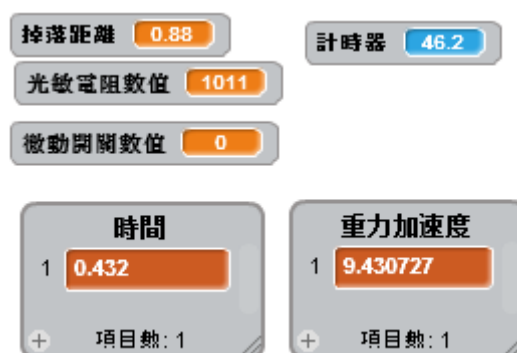 掉落距離 0.88
計時器 46.2
光敏電阻數值 1011
微動開關數值 0
時間
1 0.432
+ 項目數: 1
重力加速度
1 9.430727
+ 項目數: 1